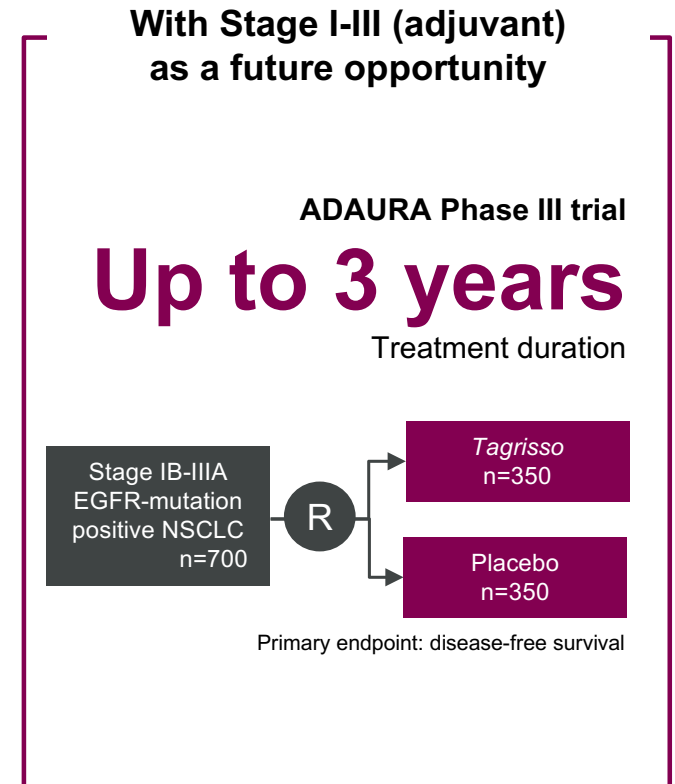 With Stage I-III (adjuvant)
as a future opportunity
ADAURA Phase III trial
Up to 3 years
Treatment duration
Stage IB-IIIA
EGFR-mutation
positive NSCLC
n=700
R
Tagrisso
n=350
Placebo
n=350
Primary endpoint: disease-free survival